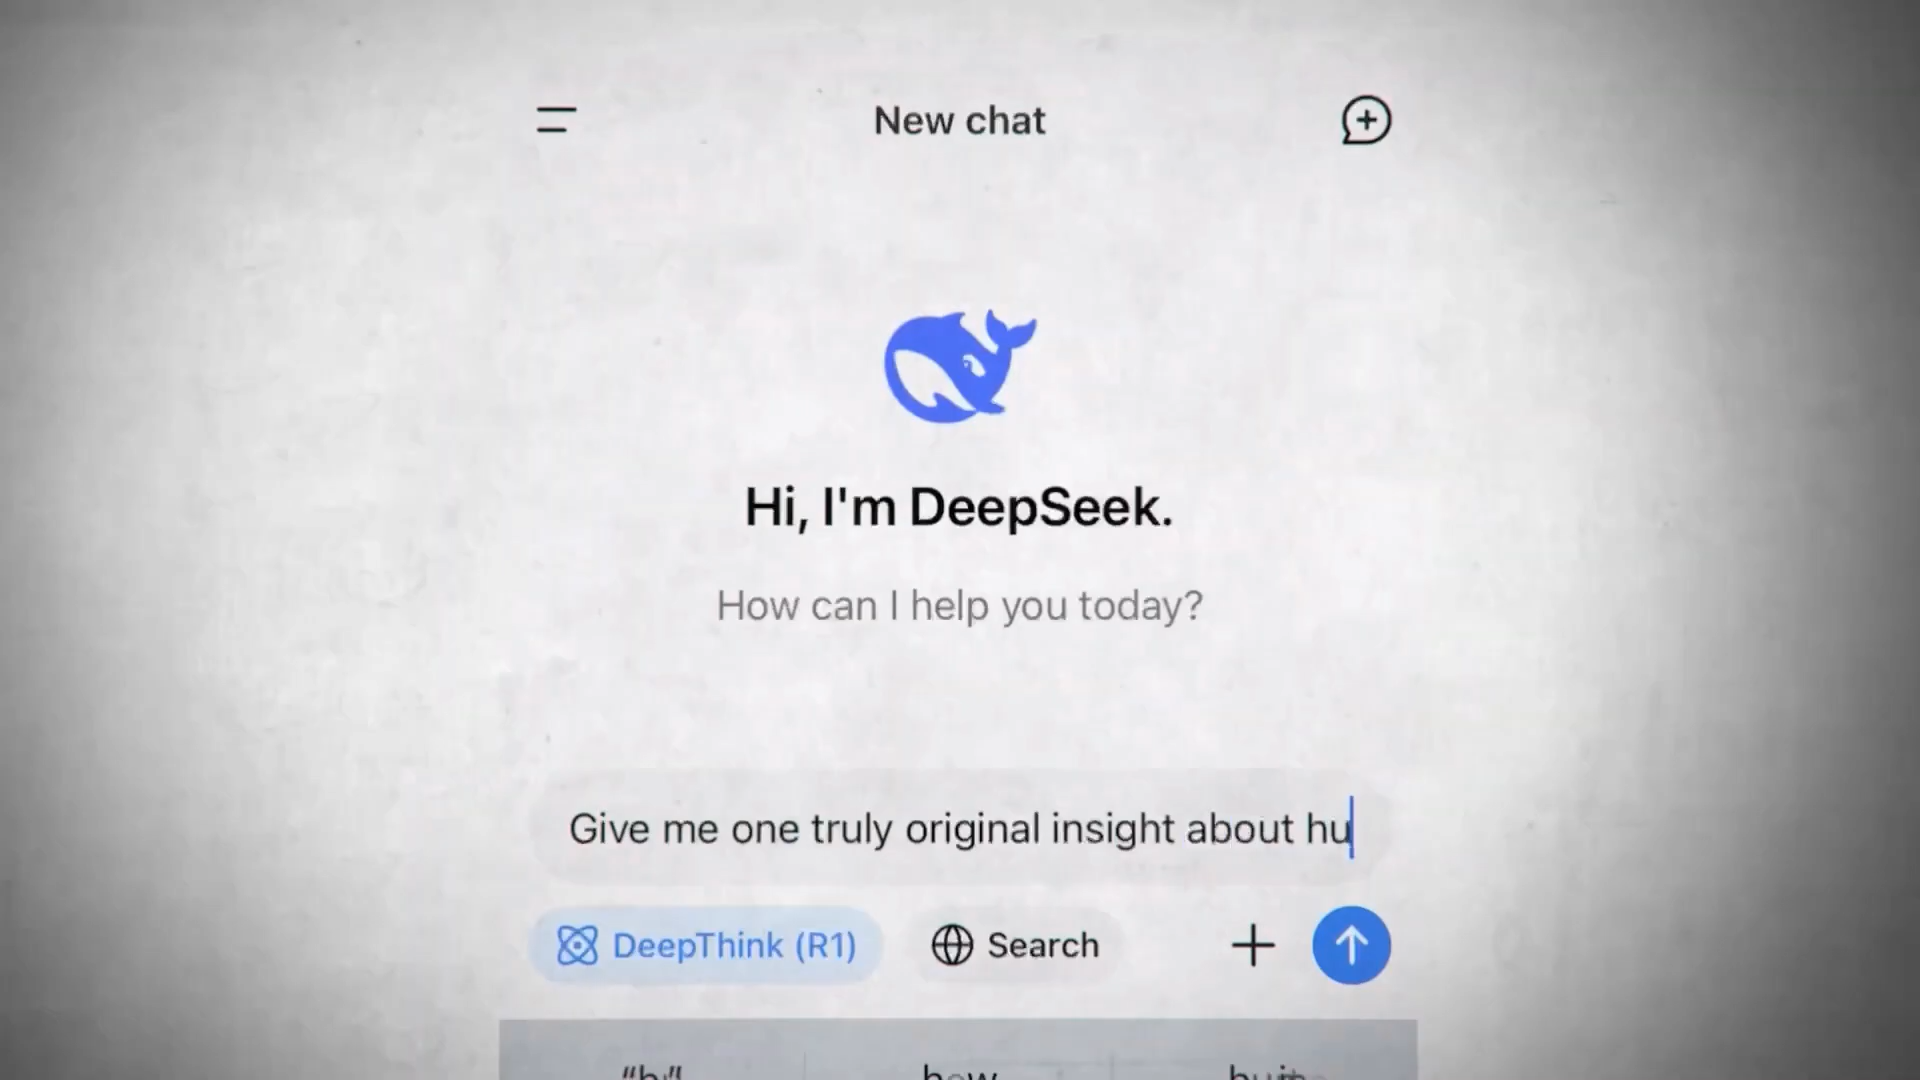 New chat
Hi, I'm DeepSeek.
How can I help you today?
Give me one truly original insight about hu
DeepThink (R1)
Search